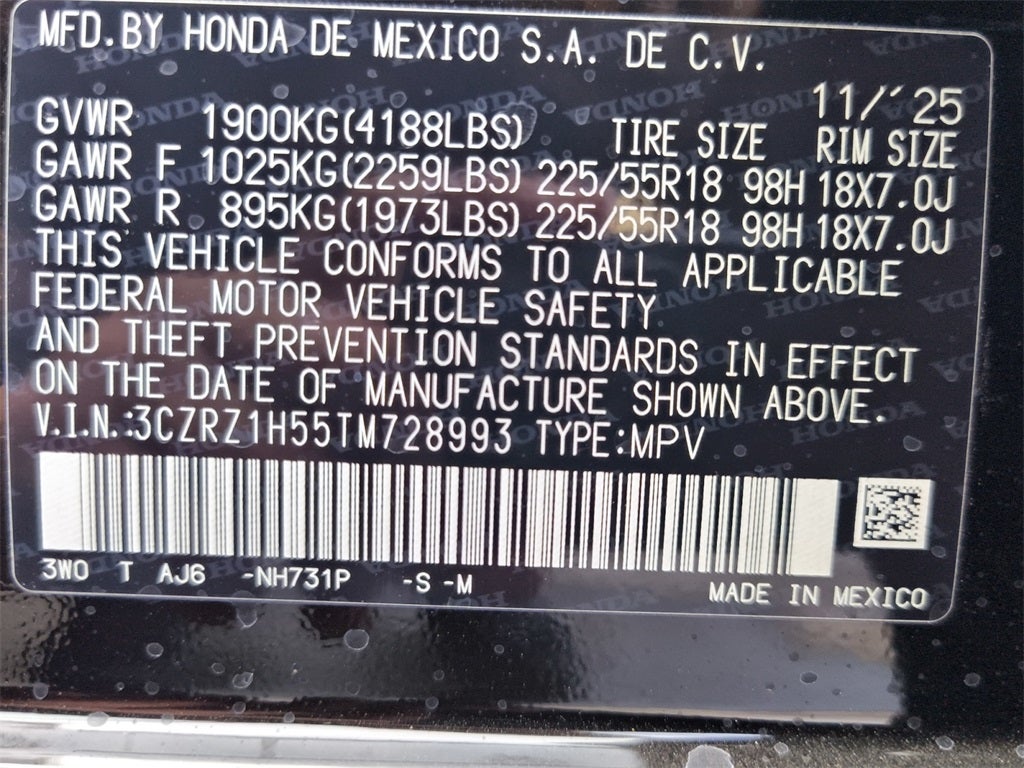 MFD.BY HONDA DE MEXICO S.A. DE C.V.
11/'25
GVWR 1900KG(4188LBS) TIRE SIZE RIM SIZE
GAWR F 1025KG(2259LBS) 225/55R18 98H 18X7.0J
GAWR R 895KG(1973LBS) 225/55R18 98H 18X7.0J
THIS VEHICLE CONFORMS TO ALL APPLICABLE
FEDERAL MOTOR VEHICLE SAFETY
AND THEFT PREVENTION STANDARDS IN EFFECT
ON THE DATE OF MANUFACTURE SHOWN ABOVE.
V.I.N.:3CZRZ1H55TM728993 TYPE:MPV
3W0 T AJ6 -NH731P -S -M
MADE IN MEXICO